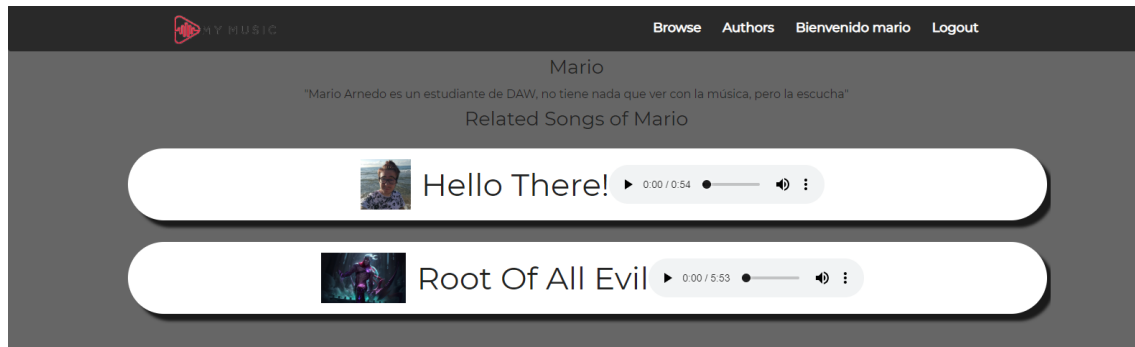 MY MUSIC
Browse Authors Bienvenido mario Logout
Mario
"Mario Arnedo es un estudiante de DAW, no tiene nada que ver con la música, pero la escucha"
Related Songs of Mario
Hello There! 0:00 / 0:54
Root Of All Evil 0:00 / 5:53